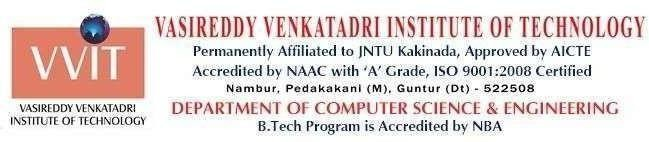 VVIT
VASIREDDY VENKATADRI
INSTITUTE OF TECHNOLOGY
VASIREDDY VENKATADRI INSTITUTE OF TECHNOLOGY
Permanently Affiliated to JNTU Kakinada, Approved by AICTE
Accredited by NAAC with ‘A’ Grade, ISO 9001:2008 Certified
Nambur, Pedakakani (M), Guntur (Dt) - 522508
DEPARTMENT OF COMPUTER SCIENCE & ENGINEERING
B.Tech Program is Accredited by NBA